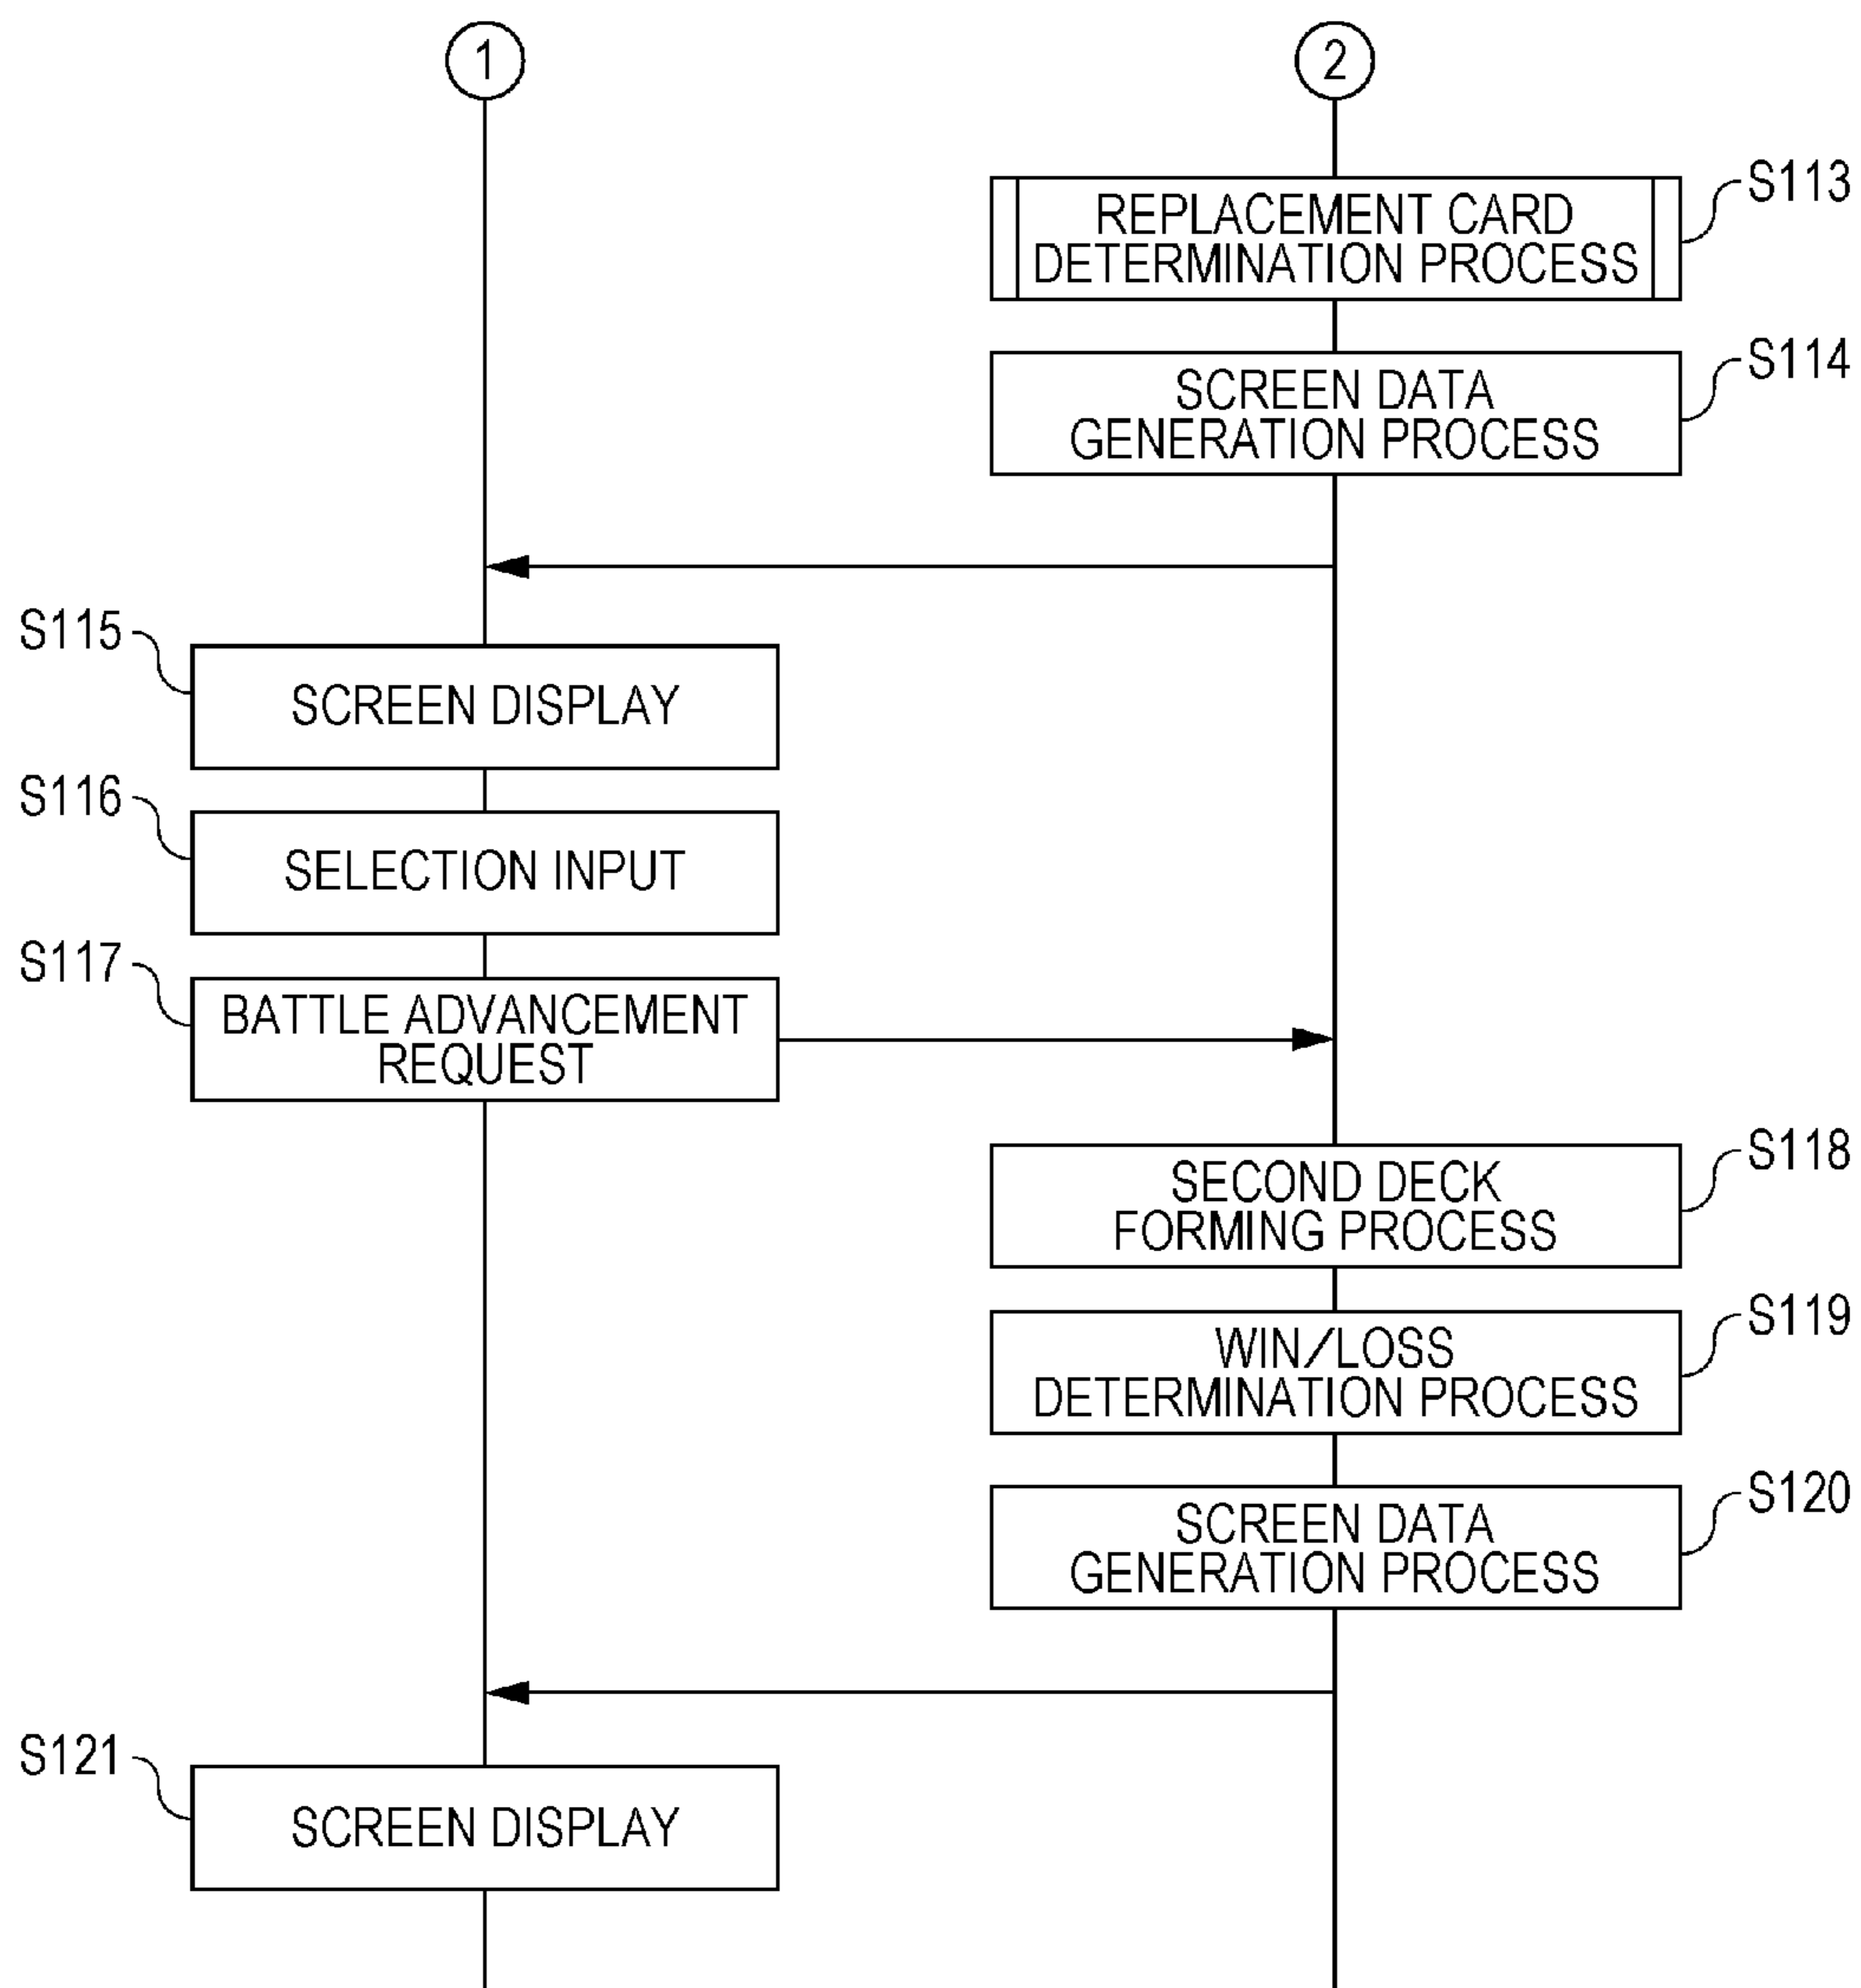 1
2
S113
REPLACEMENT CARD
DETERMINATION PROCESS
S114
SCREEN DATA
GENERATION PROCESS
S115
SCREEN DISPLAY
S116
SELECTION INPUT
S117
BATTLE ADVANCEMENT
REQUEST
S118
SECOND DECK
FORMING PROCESS
S119
WIN/LOSS
DETERMINATION PROCESS
S120
SCREEN DATA
GENERATION PROCESS
S121
SCREEN DISPLAY